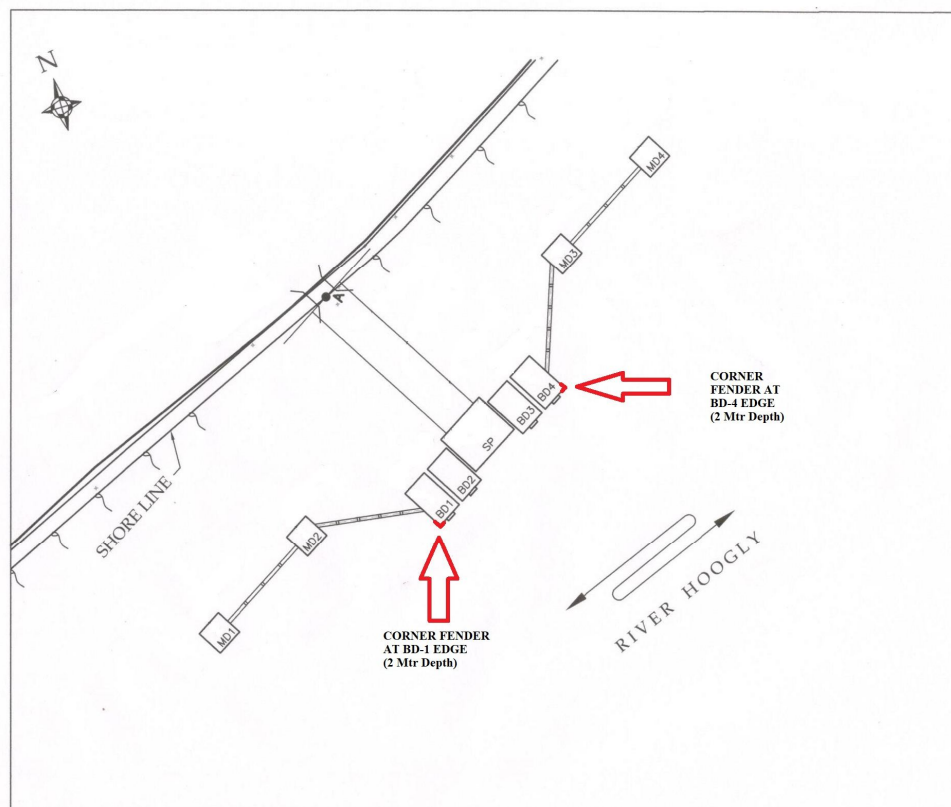 N
MD4
MD3
A
CORNER
FENDER AT
BD-4 EDGE
(2 Mtr Depth)
BD4
BD3
SP
BD2
BD1
SHORE LINE
MD2
RIVER HOOGLY
MD1
CORNER FENDER
AT BD-1 EDGE
(2 Mtr Depth)